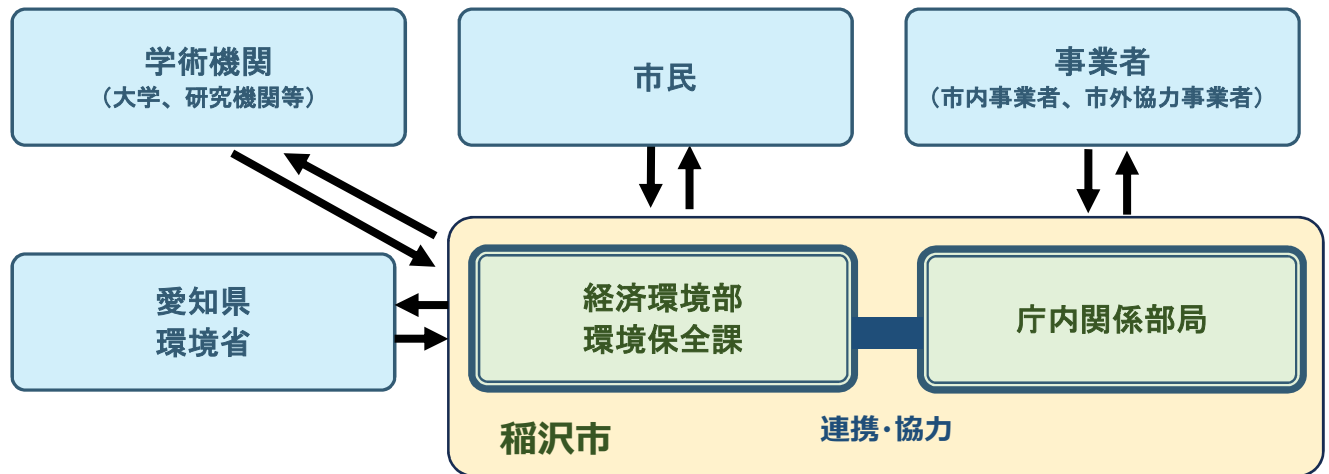 学術機関
（大学、研究機関等）
市民
事業者
（市内事業者、市外協力事業者）
愛知県
環境省
経済環境部
環境保全課
庁内関係部局
連携･協力
稲沢市